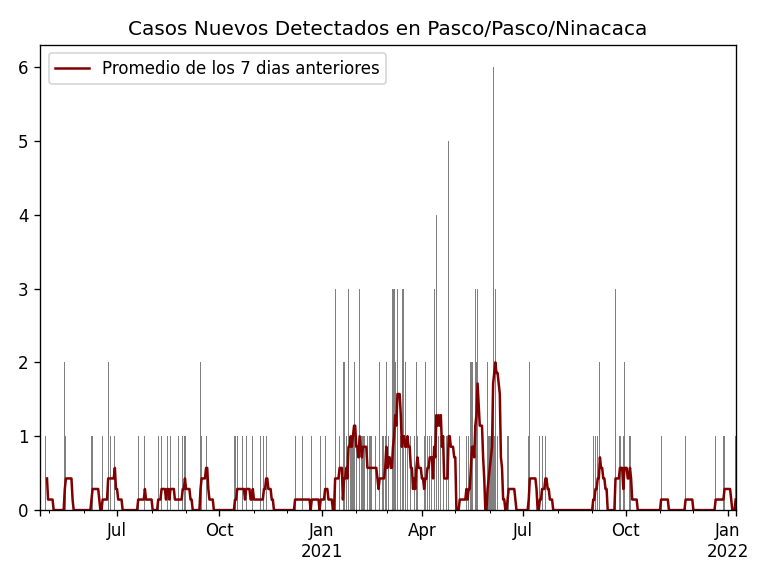 Casos Nuevos Detectados en Pasco/Pasco/Ninacaca
Promedio de los 7 dias anteriores
6
5
4
3
2
1
0
Jul
Oct
Jan
2021
Apr
Jul
Oct
Jan
2022